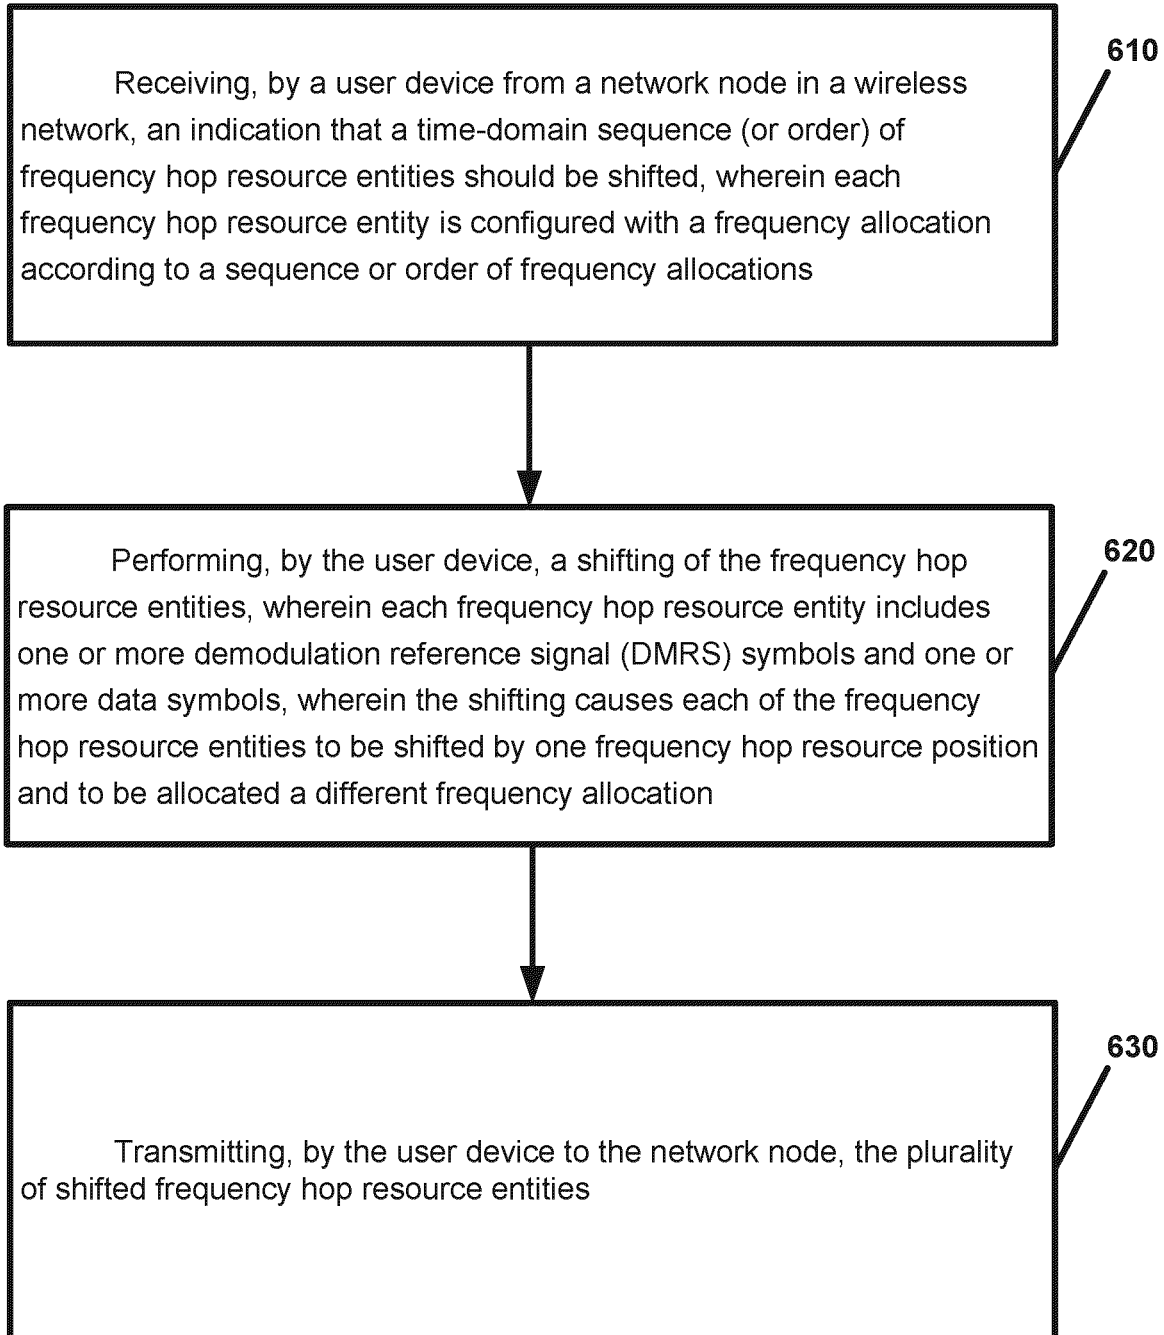 610
Receiving, by a user device from a network node in a wireless
network, an indication that a time-domain sequence (or order) of
frequency hop resource entities should be shifted, wherein each
frequency hop resource entity is configured with a frequency allocation
according to a sequence or order of frequency allocations
620
Performing, by the user device, a shifting of the frequency hop
resource entities, wherein each frequency hop resource entity includes
one or more demodulation reference signal (DMRS) symbols and one or
more data symbols, wherein the shifting causes each of the frequency
hop resource entities to be shifted by one frequency hop resource position
and to be allocated a different frequency allocation
630
Transmitting, by the user device to the network node, the plurality
of shifted frequency hop resource entities